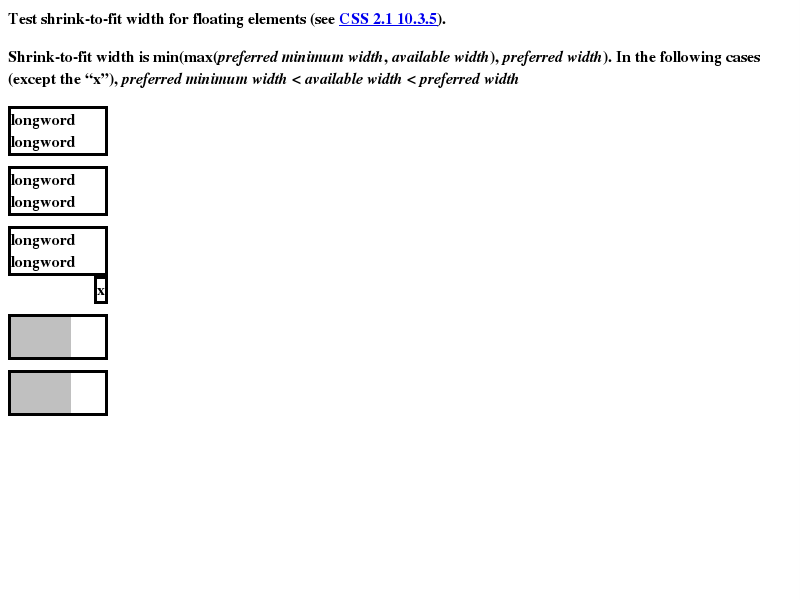 Test shrink-to-fit width for floating elements (see CSS 2.1 10.3.5).
Shrink-to-fit width is min(max(preferred minimum width, available width), preferred width). In the following cases
(except the “x”), preferred minimum width < available width < preferred width
longword
longword
longword
longword
longword
longword
x